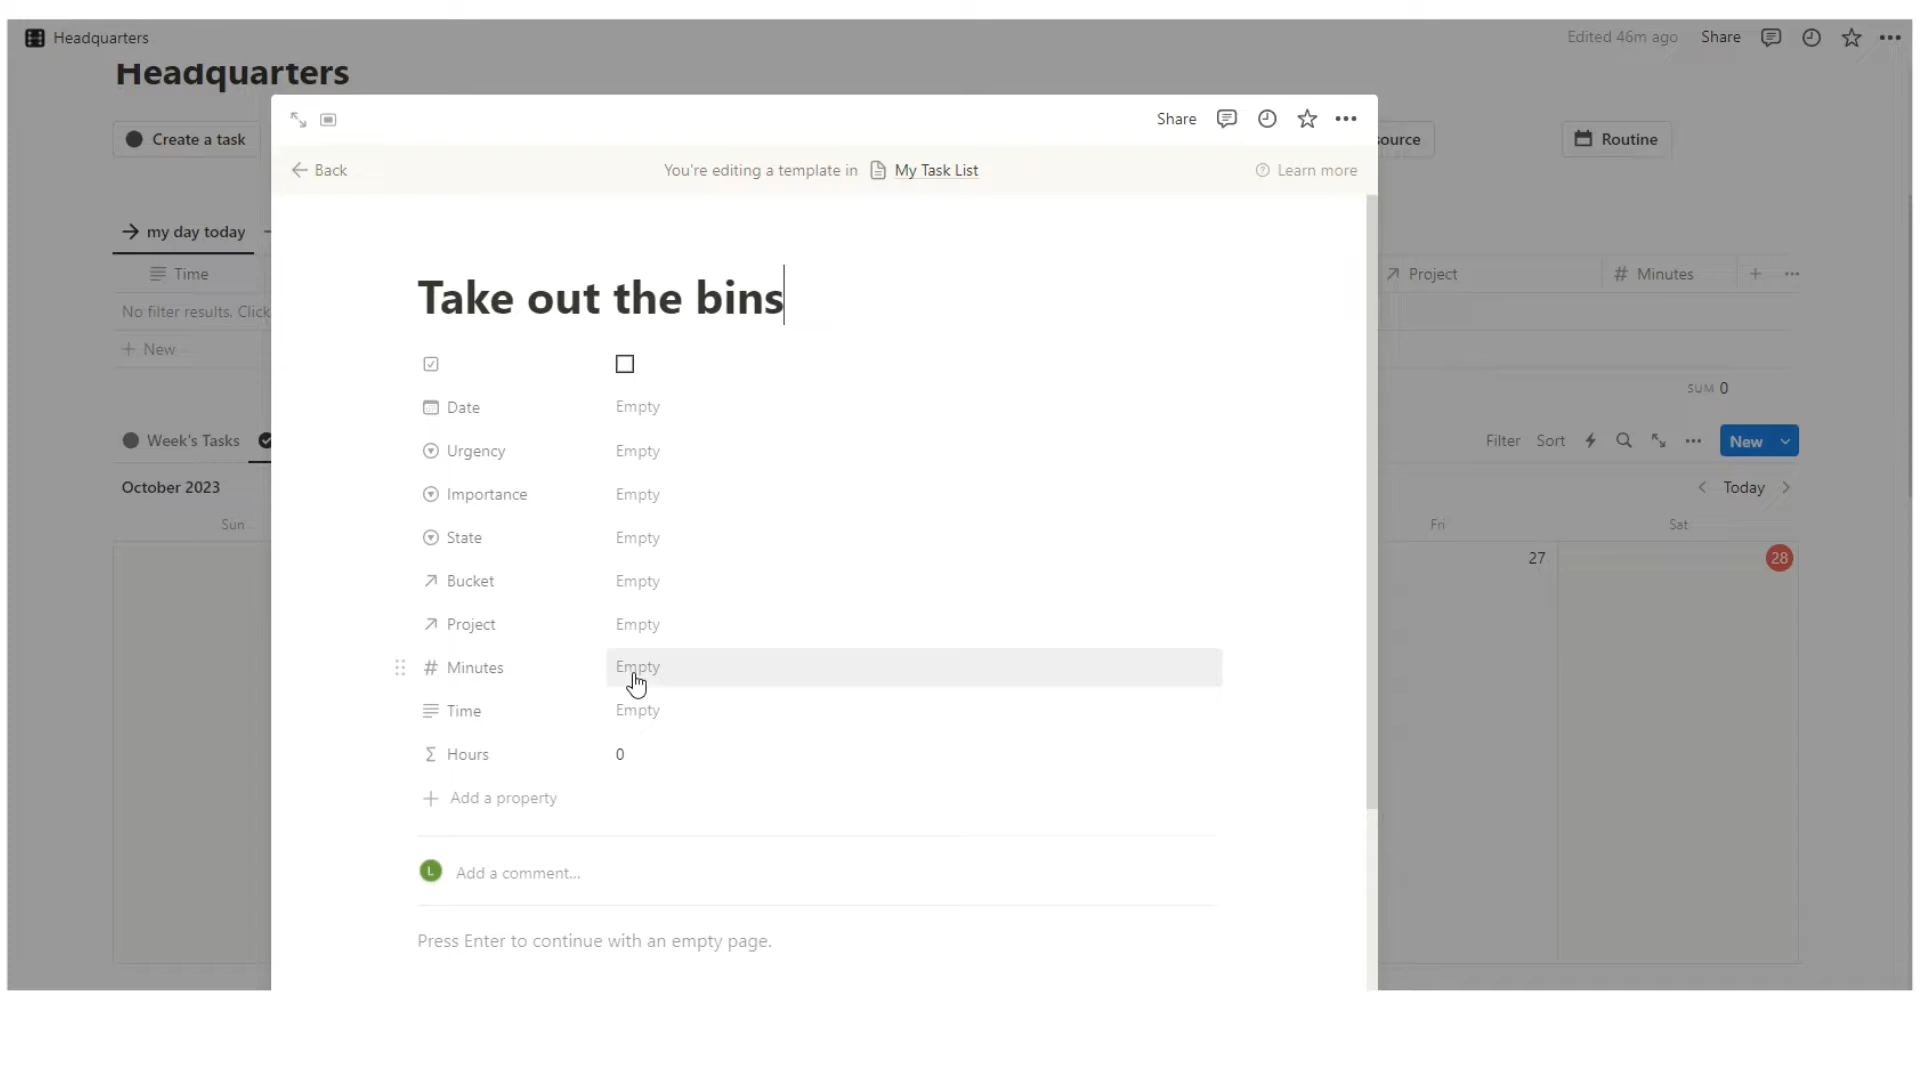 Headquarters
Edited 46m ago
Share
Headquarters
Create a task
ource
Routine
Share
Back
You're editing a template in My Task List
Learn more
my day today
Time
Project
Minutes
No filter results. Click
New
SUM 0
Take out the bins
Date Empty
Urgency Empty
Importance Empty
State Empty
Bucket Empty
Project Empty
Minutes Empty
Time Empty
Hours 0
Add a property
L Add a comment...
Press Enter to continue with an empty page.
Week's Tasks
Filter Sort New
October 2023
Today
Sun Fri Sat
27 28